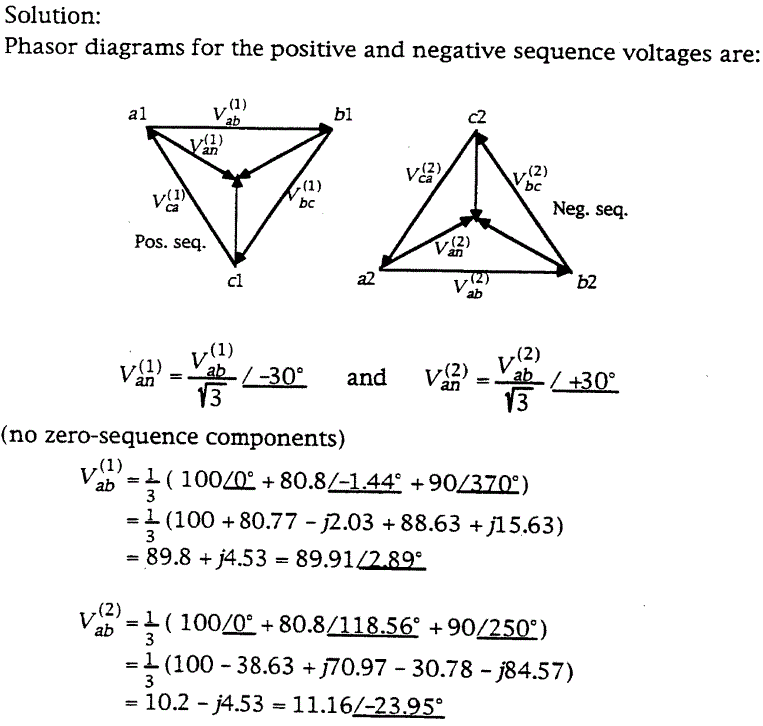 Solution:
Phasor diagrams for the positive and negative sequence voltages are:
a1 V_ab^(1) b1
V_an^(1)
V_ca^(1) V_bc^(1)
Pos. seq.
c1
c2
V_ca^(2) V_bc^(2)
Neg. seq.
V_an^(2)
a2 V_ab^(2) b2
V_an^(1) = V_ab^(1)/√3 /–30° and V_an^(2) = V_ab^(2)/√3 /+30°
(no zero-sequence components)
V_ab^(1) = 1/3 ( 100/0° + 80.8/–1.44° + 90/370°)
= 1/3 (100 + 80.77 – j2.03 + 88.63 + j15.63)
= 89.8 + j4.53 = 89.91/2.89°
V_ab^(2) = 1/3 ( 100/0° + 80.8/118.56° + 90/250°)
= 1/3 (100 – 38.63 + j70.97 – 30.78 – j84.57)
= 10.2 – j4.53 = 11.16/–23.95°